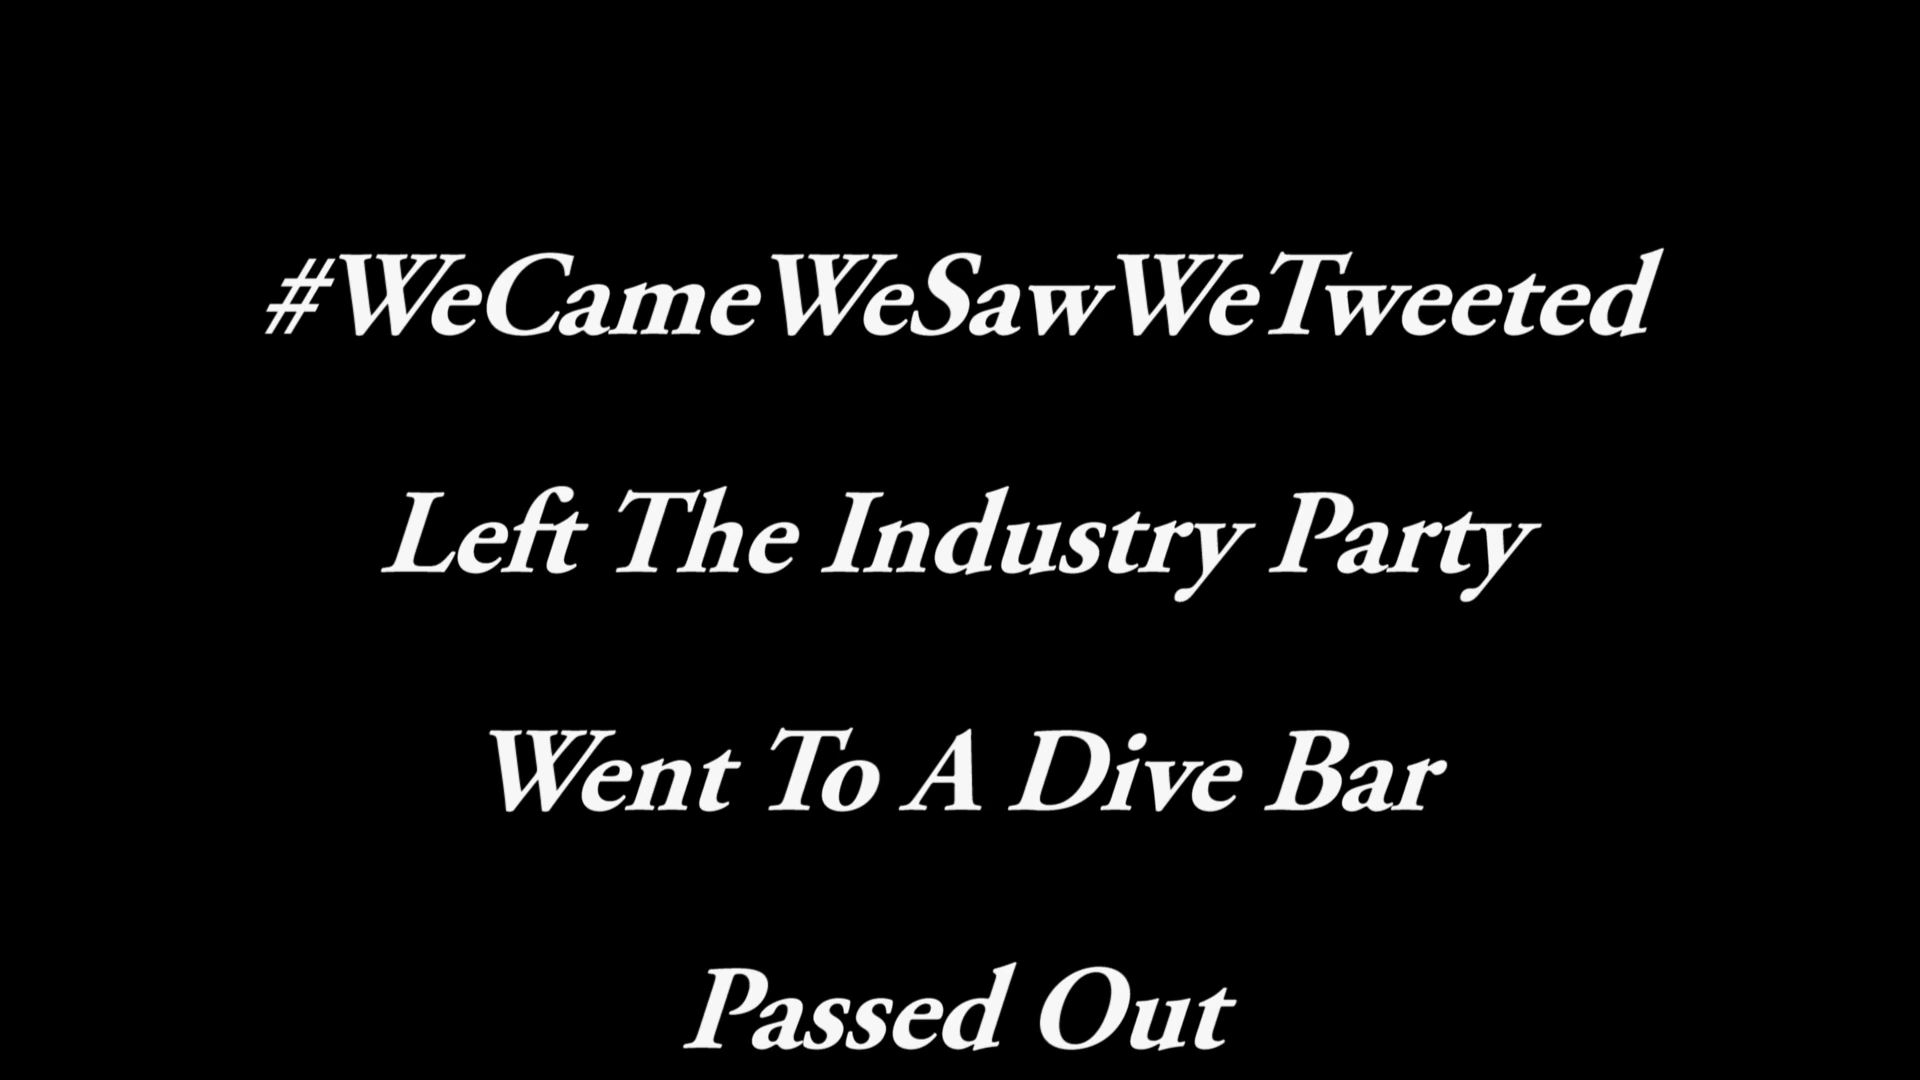 #WeCameWeSawWeTweeted
Left The Industry Party
Went To A Dive Bar
Passed Out